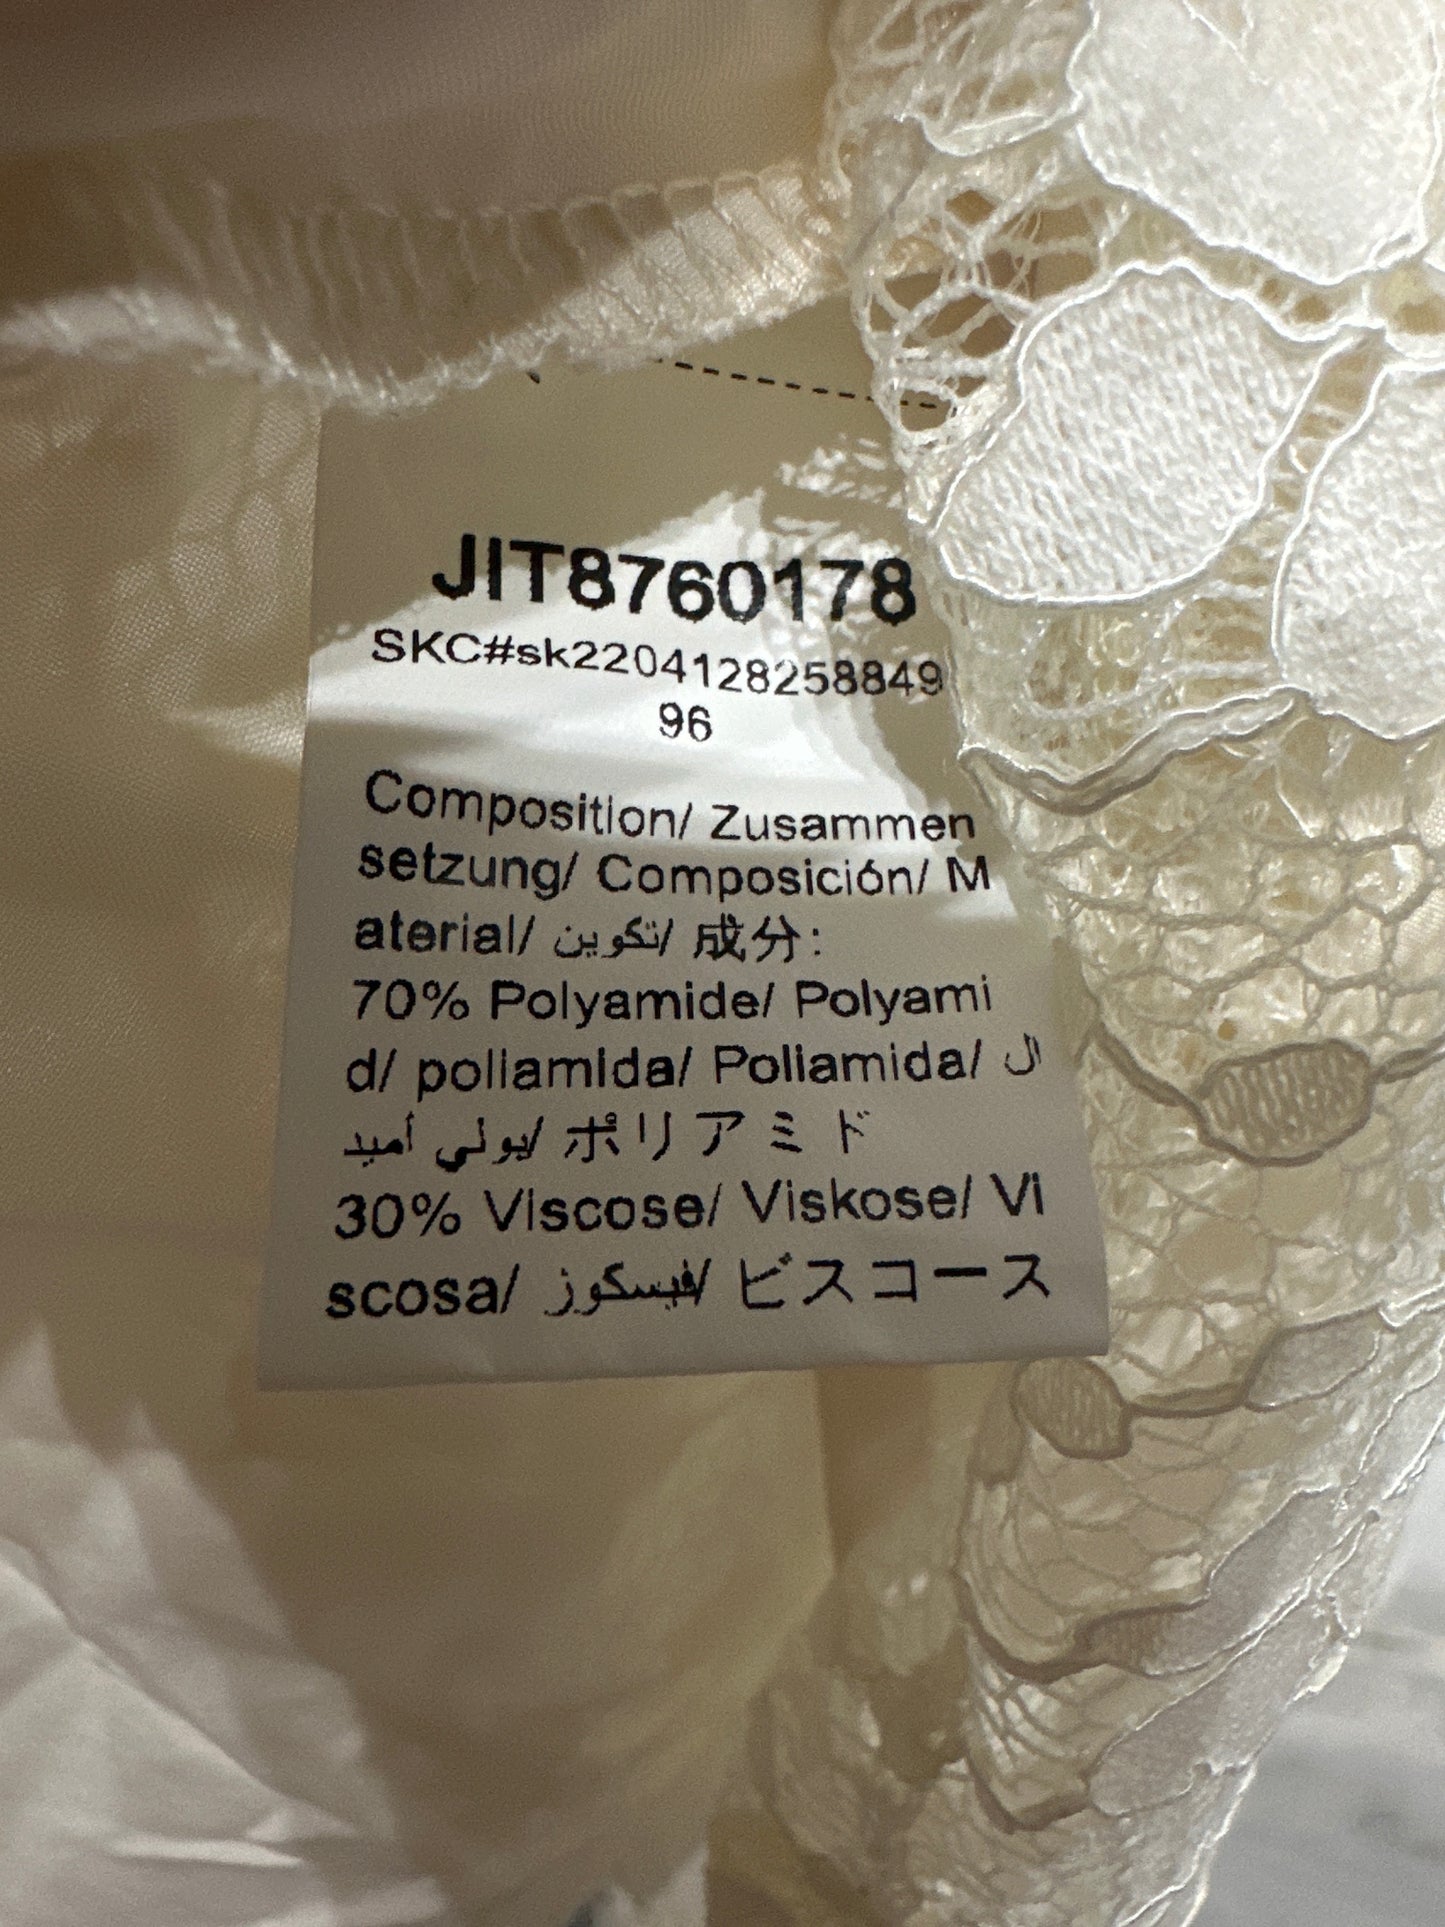 JIT8760178
SKC#sk2204128258849
96
Composition/ Zusammen
setzung/ Composición/ M
aterial/ تكوين/ 成分:
70% Polyamide/ Polyami
d/ poliamida/ Poliamida/ ال
بولي أميد/ ポリアミド
30% Viscose/ Viskose/ Vi
scosa/ فيسكوز/ ビスコース